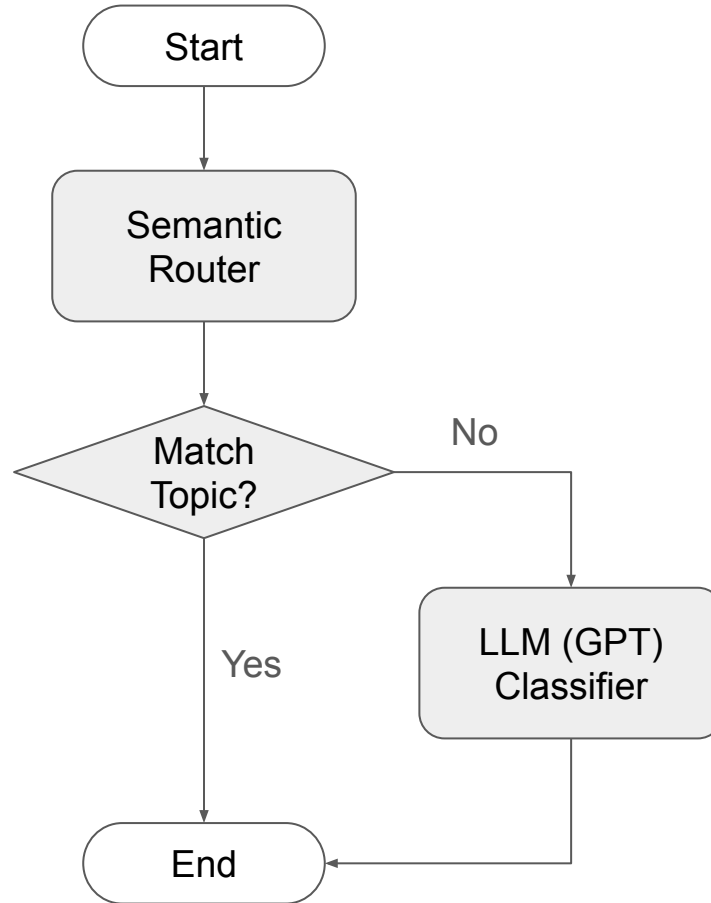 Start
Semantic
Router
Match
Topic?
No
Yes
LLM (GPT)
Classifier
End